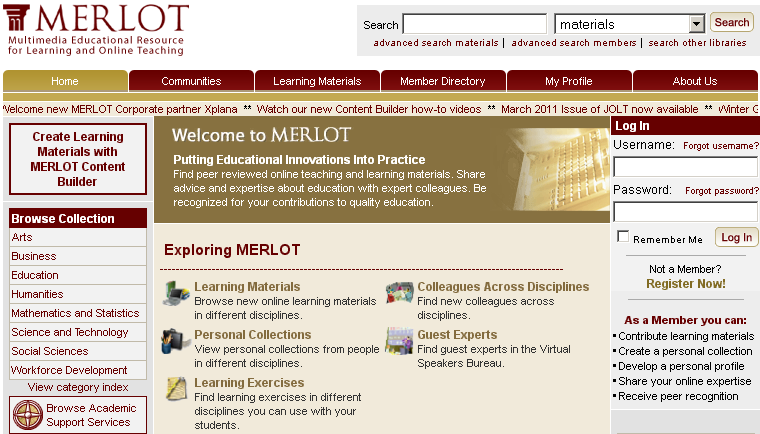 MERLOT
Multimedia Educational Resource
for Learning and Online Teaching
Search
materials
Search
advanced search materials | advanced search members | search other libraries
Home
Communities
Learning Materials
Member Directory
My Profile
About Us
Welcome new MERLOT Corporate partner Xplana ** Watch our new Content Builder how-to videos ** March 2011 Issue of JOLT now available ** Winter G
Create Learning
Materials with
MERLOT Content
Builder
Browse Collection
Arts
Business
Education
Humanities
Mathematics and Statistics
Science and Technology
Social Sciences
Workforce Development
View category index
Browse Academic
Support Services
Welcome to MERLOT
Putting Educational Innovations Into Practice
Find peer reviewed online teaching and learning materials. Share
advice and expertise about education with expert colleagues. Be
recognized for your contributions to quality education.
Exploring MERLOT
Learning Materials
Browse new online learning materials
in different disciplines.
Personal Collections
View personal collections from people
in different disciplines.
Learning Exercises
Find learning exercises in different
disciplines you can use with your
students.
Colleagues Across Disciplines
Find new colleagues across
disciplines.
Guest Experts
Find guest experts in the Virtual
Speakers Bureau.
Log In
Username: Forgot username?
Password: Forgot password?
Remember Me
Log In
Not a Member?
Register Now!
As a Member you can:
Contribute learning materials
Create a personal collection
Develop a personal profile
Share your online expertise
Receive peer recognition